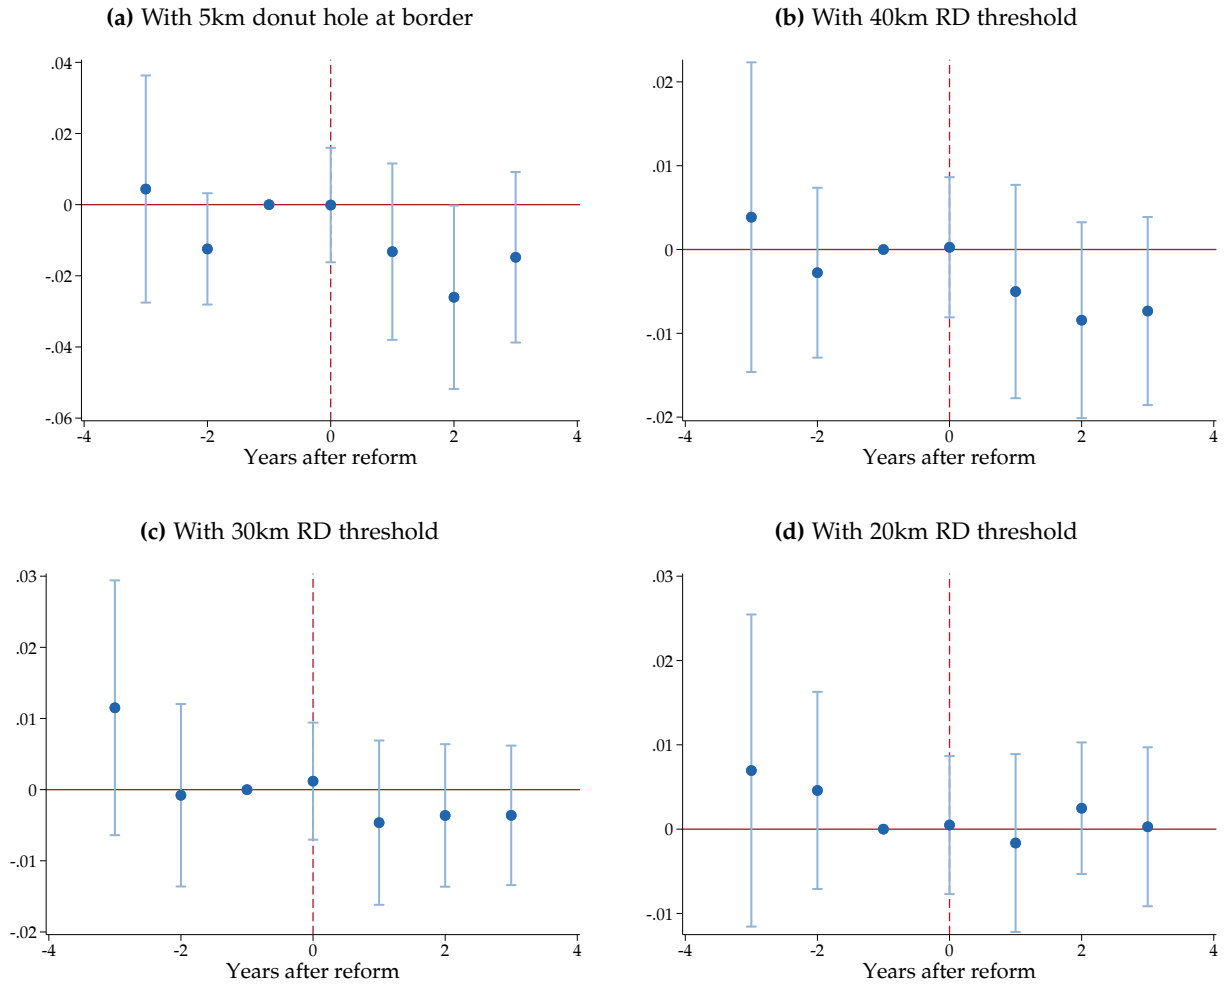 (a) With 5km donut hole at border
.04
.02
0
-.02
-.04
-.06
-4 -2 0 2 4
Years after reform
(b) With 40km RD threshold
.02
.01
0
-.01
-.02
-4 -2 0 2 4
Years after reform
(c) With 30km RD threshold
.03
.02
.01
0
-.01
-.02
-4 -2 0 2 4
Years after reform
(d) With 20km RD threshold
.03
.02
.01
0
-.01
-4 -2 0 2 4
Years after reform